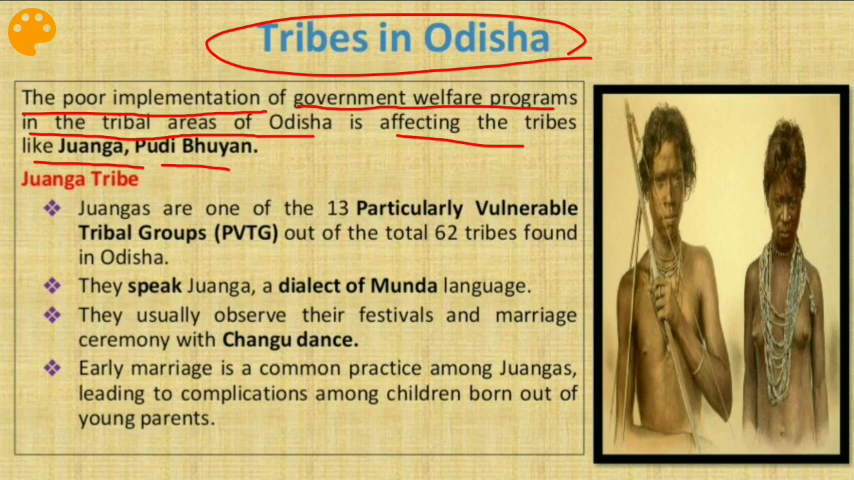 Tribes in Odisha
The poor implementation of government welfare programs
in the tribal areas of Odisha is affecting the tribes
like Juanga, Pudi Bhuyan.
Juanga Tribe
❖ Juangas are one of the 13 Particularly Vulnerable
Tribal Groups (PVTG) out of the total 62 tribes found
in Odisha.
❖ They speak Juanga, a dialect of Munda language.
❖ They usually observe their festivals and marriage
ceremony with Changu dance.
❖ Early marriage is a common practice among Juangas,
leading to complications among children born out of
young parents.